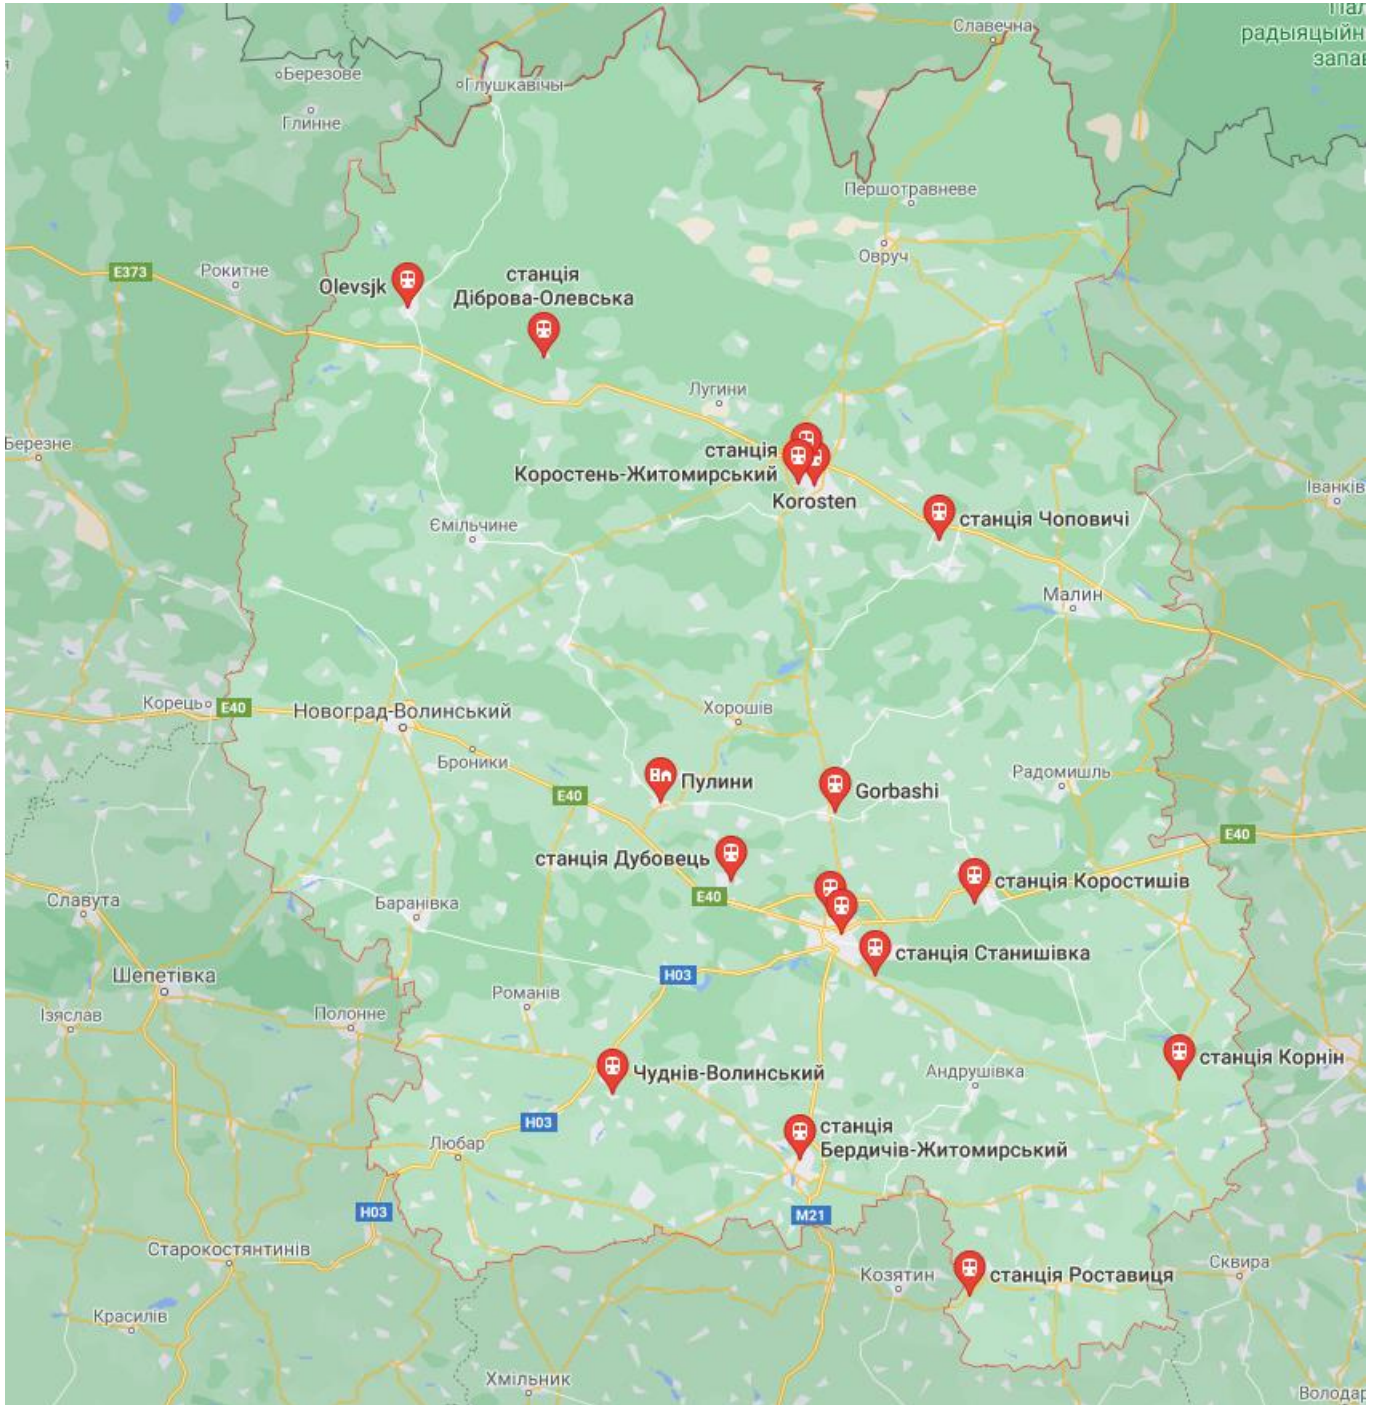 Славечна
радыяцыйн
Березове
Глушкавічы
Глинне
Першотравневе
Овруч
E373
Рокитне
Olevsjk
станція
Діброва-Олевська
Лугини
Березне
станція
Коростень-Житомирський
Korosten
Іванків
станція Чоповичі
Ємільчине
Малин
Корець
E40
Новоград-Волинський
Хорошів
Броники
Пулини
Радомишль
Gorbashi
E40
E40
станція Дубовець
станція Коростишів
E40
Славута
Баранівка
станція Станишівка
Шепетівка
H03
Романів
Ізяслав
Полонне
станція Корнін
Чуднів-Волинський
Андрушівка
H03
станція
Бердичів-Житомирський
Любар
H03
M21
Старокостянтинів
Козятин
станція Роставиця
Сквира
Красилів
Хмільник
Володар